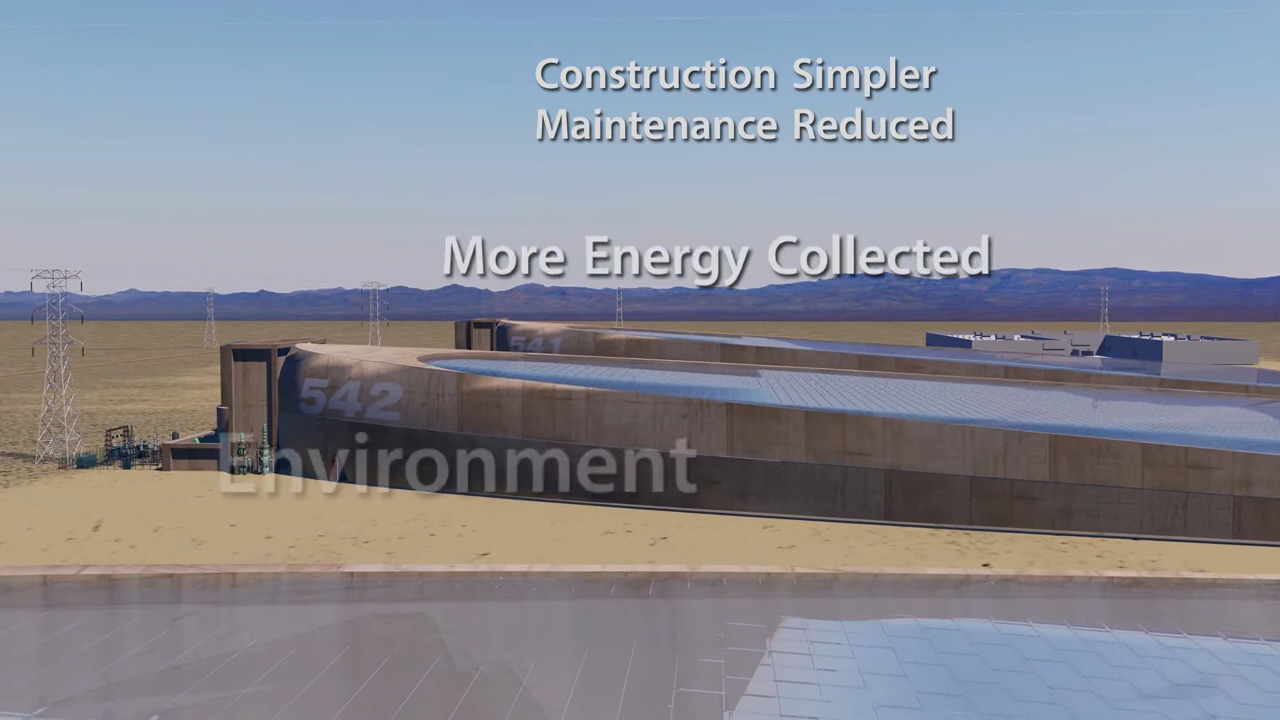 Construction Simpler
Maintenance Reduced
More Energy Collected
541
542
Environment